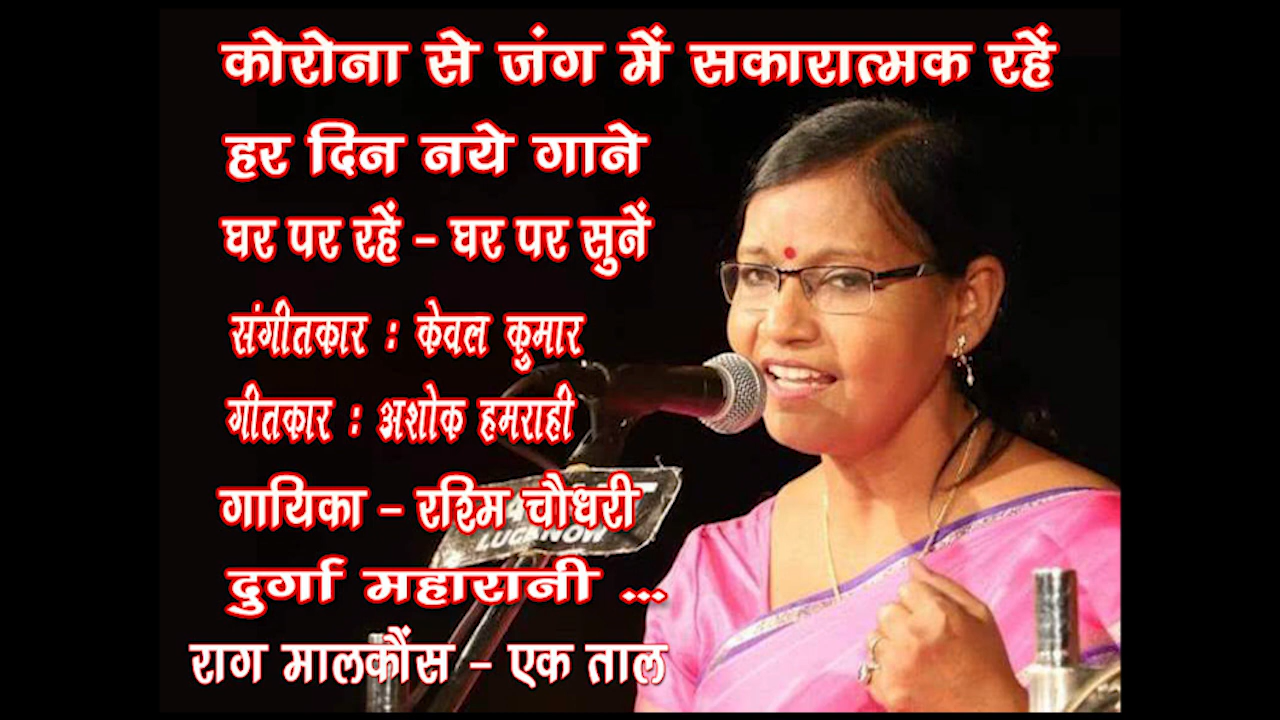 कोरोना से जंग में सकारात्मक रहें
हर दिन नये गाने
घर पर रहें - घर पर सुनें
संगीतकार : केवल कुमार
गीतकार : अशोक हमराही
गायिका - रश्मि चौधरी
LUCKNOW
दुर्गा महारानी ...
राग मालकौंस - एक ताल